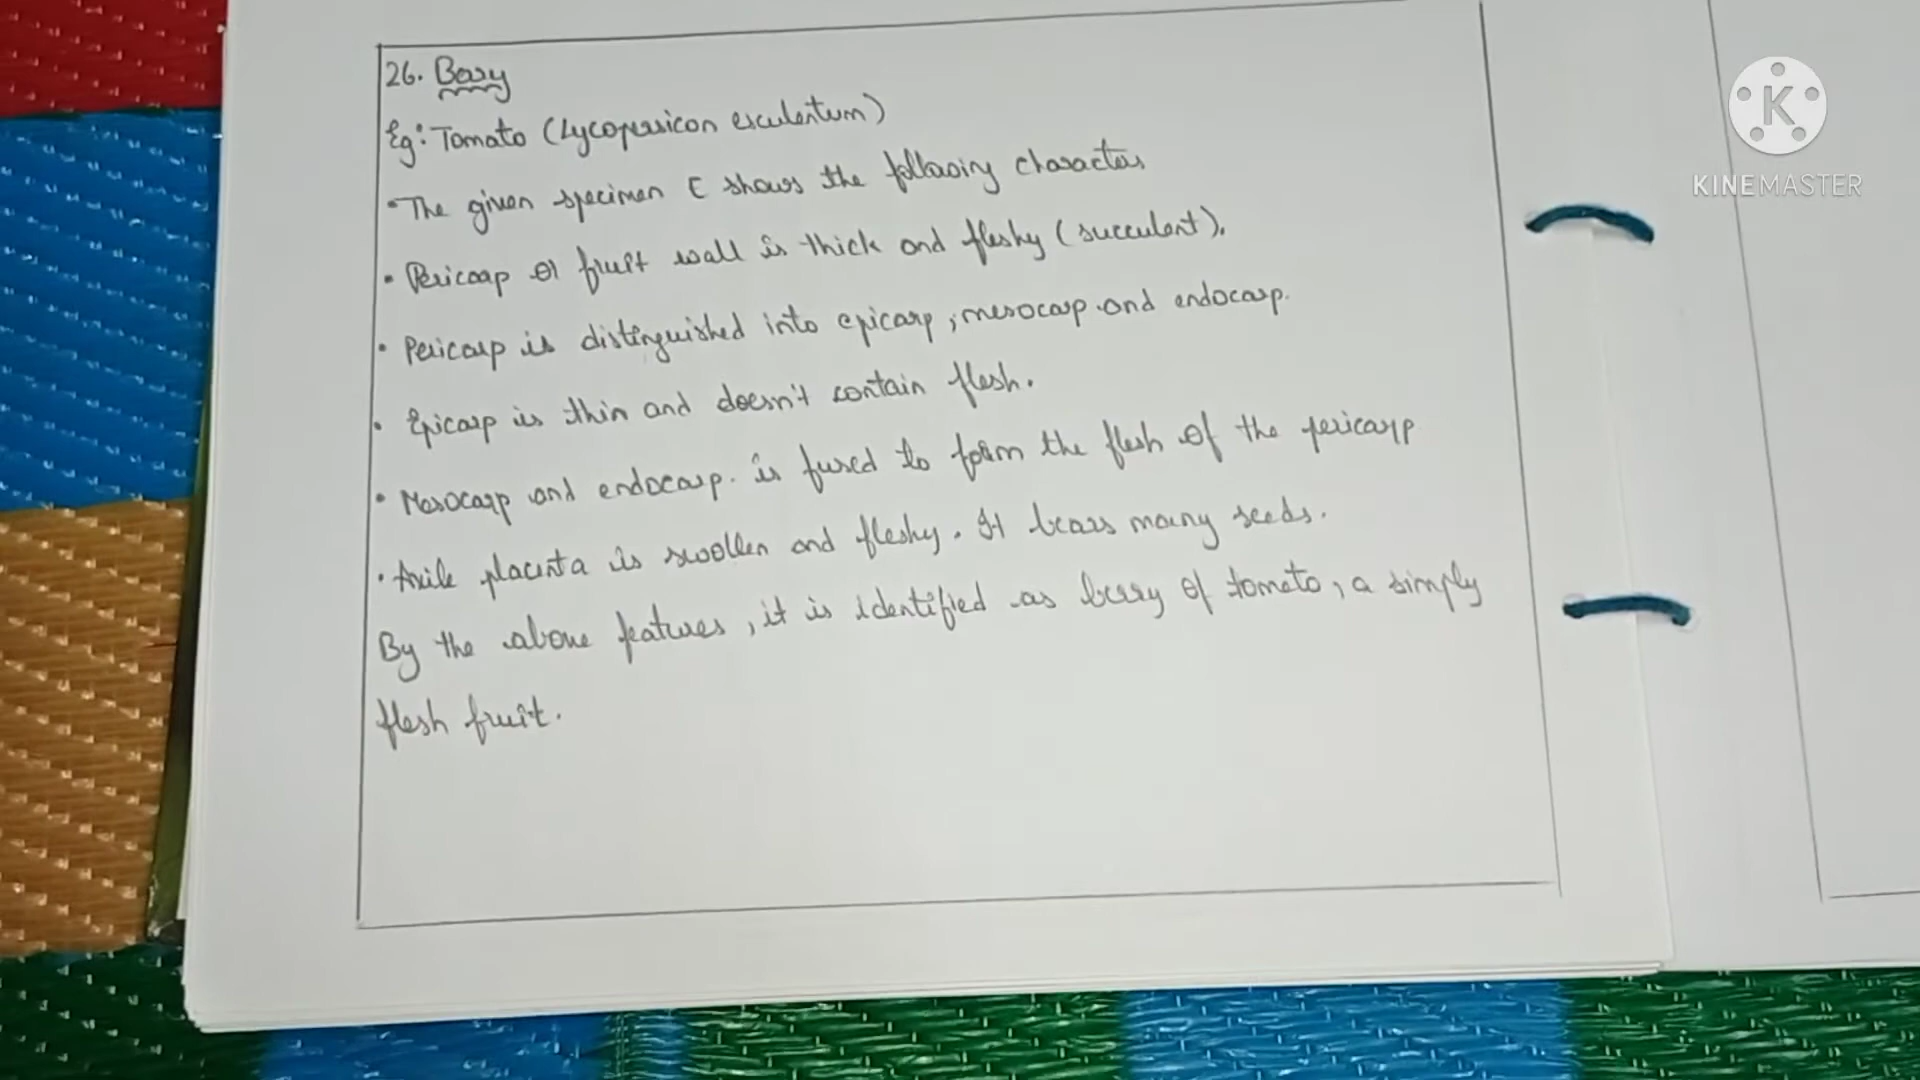 26. Berry
Eg: Tomato (Lycopersicon esculentum)
• The given specimen E shows the following characters
• Pericarp or fruit wall is thick and fleshy (succulent).
• Pericarp is distinguished into epicarp, mesocarp and endocarp.
• Epicarp is thin and doesn't contain flesh.
• Mesocarp and endocarp. is fused to form the flesh of the pericarp
• Axile placenta is swollen and fleshy. It bears many seeds.
By the above features, it is identified as berry of tomato, a simply
flesh fruit.
K
KINEMASTER